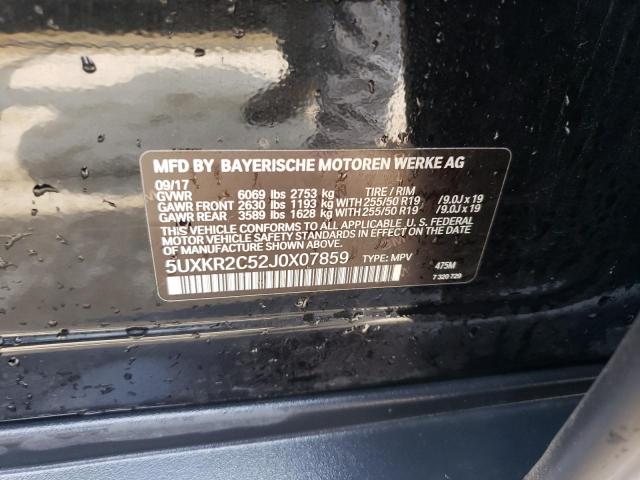 MFD BY BAYERISCHE MOTOREN WERKE AG
09/17
GVWR 6069 lbs 2753 kg TIRE / RIM
GAWR FRONT 2630 lbs 1193 kg WITH 255/50 R19 /9.0J x 19
GAWR REAR 3589 lbs 1628 kg WITH 255/50 R19 /9.0J x 19
THIS VEHICLE CONFORMS TO ALL APPLICABLE U.S. FEDERAL
MOTOR VEHICLE SAFETY STANDARDS IN EFFECT ON THE DATE
OF MANUFACTURE SHOWN ABOVE.
5UXKR2C52J0X07859 TYPE: MPV 475M
7 320 729